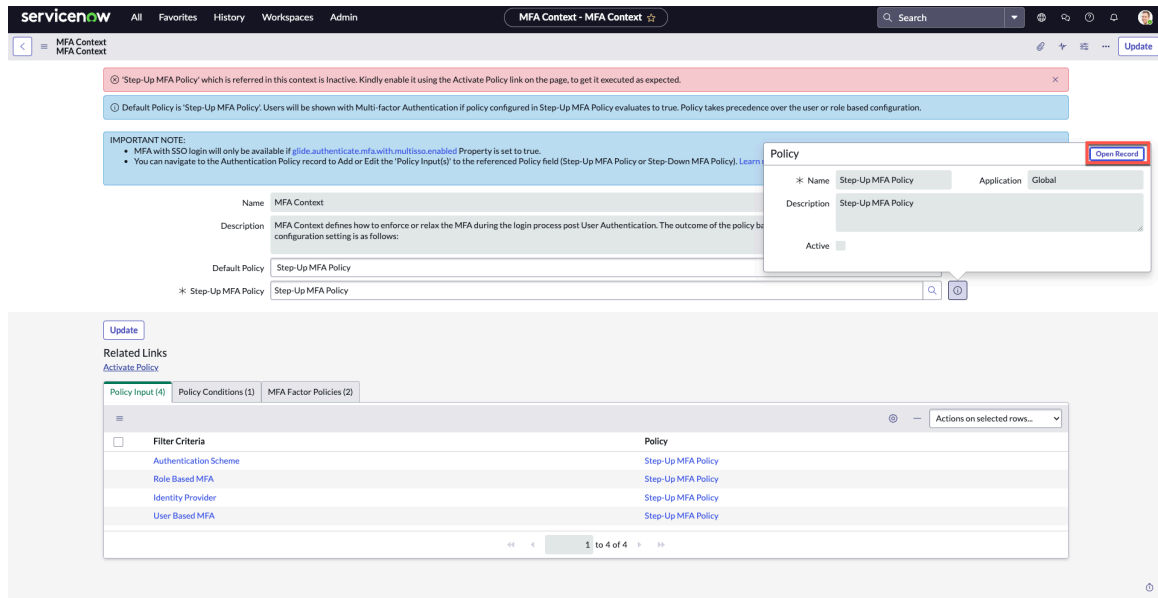 servicenow All Favorites History Workspaces Admin MFA Context - MFA Context Search
MFA Context
MFA Context
Update
'Step-Up MFA Policy' which is referred in this context is Inactive. Kindly enable it using the Activate Policy link on the page, to get it executed as expected.
Default Policy is 'Step-Up MFA Policy'. Users will be shown with Multi-factor Authentication if policy configured in Step-Up MFA Policy evaluates to true. Policy takes precedence over the user or role based configuration.
IMPORTANT NOTE:
• MFA with SSO login will only be available if glide.authenticate.mfa.with.multisso.enabled Property is set to true.
• You can navigate to the Authentication Policy record to Add or Edit the 'Policy Input(s)' to the referenced Policy field (Step-Up MFA Policy or Step-Down MFA Policy). Learn
Policy Open Record
* Name Step-Up MFA Policy Application Global
Description Step-Up MFA Policy
Active
Name MFA Context
Description MFA Context defines how to enforce or relax the MFA during the login process post User Authentication. The outcome of the policy ba
configuration setting is as follows:
Default Policy Step-Up MFA Policy
* Step-Up MFA Policy Step-Up MFA Policy
Update
Related Links
Activate Policy
Policy Input (4) Policy Conditions (1) MFA Factor Policies (2)
Actions on selected rows...
Filter Criteria Policy
Authentication Scheme Step-Up MFA Policy
Role Based MFA Step-Up MFA Policy
Identity Provider Step-Up MFA Policy
User Based MFA Step-Up MFA Policy
1 to 4 of 4